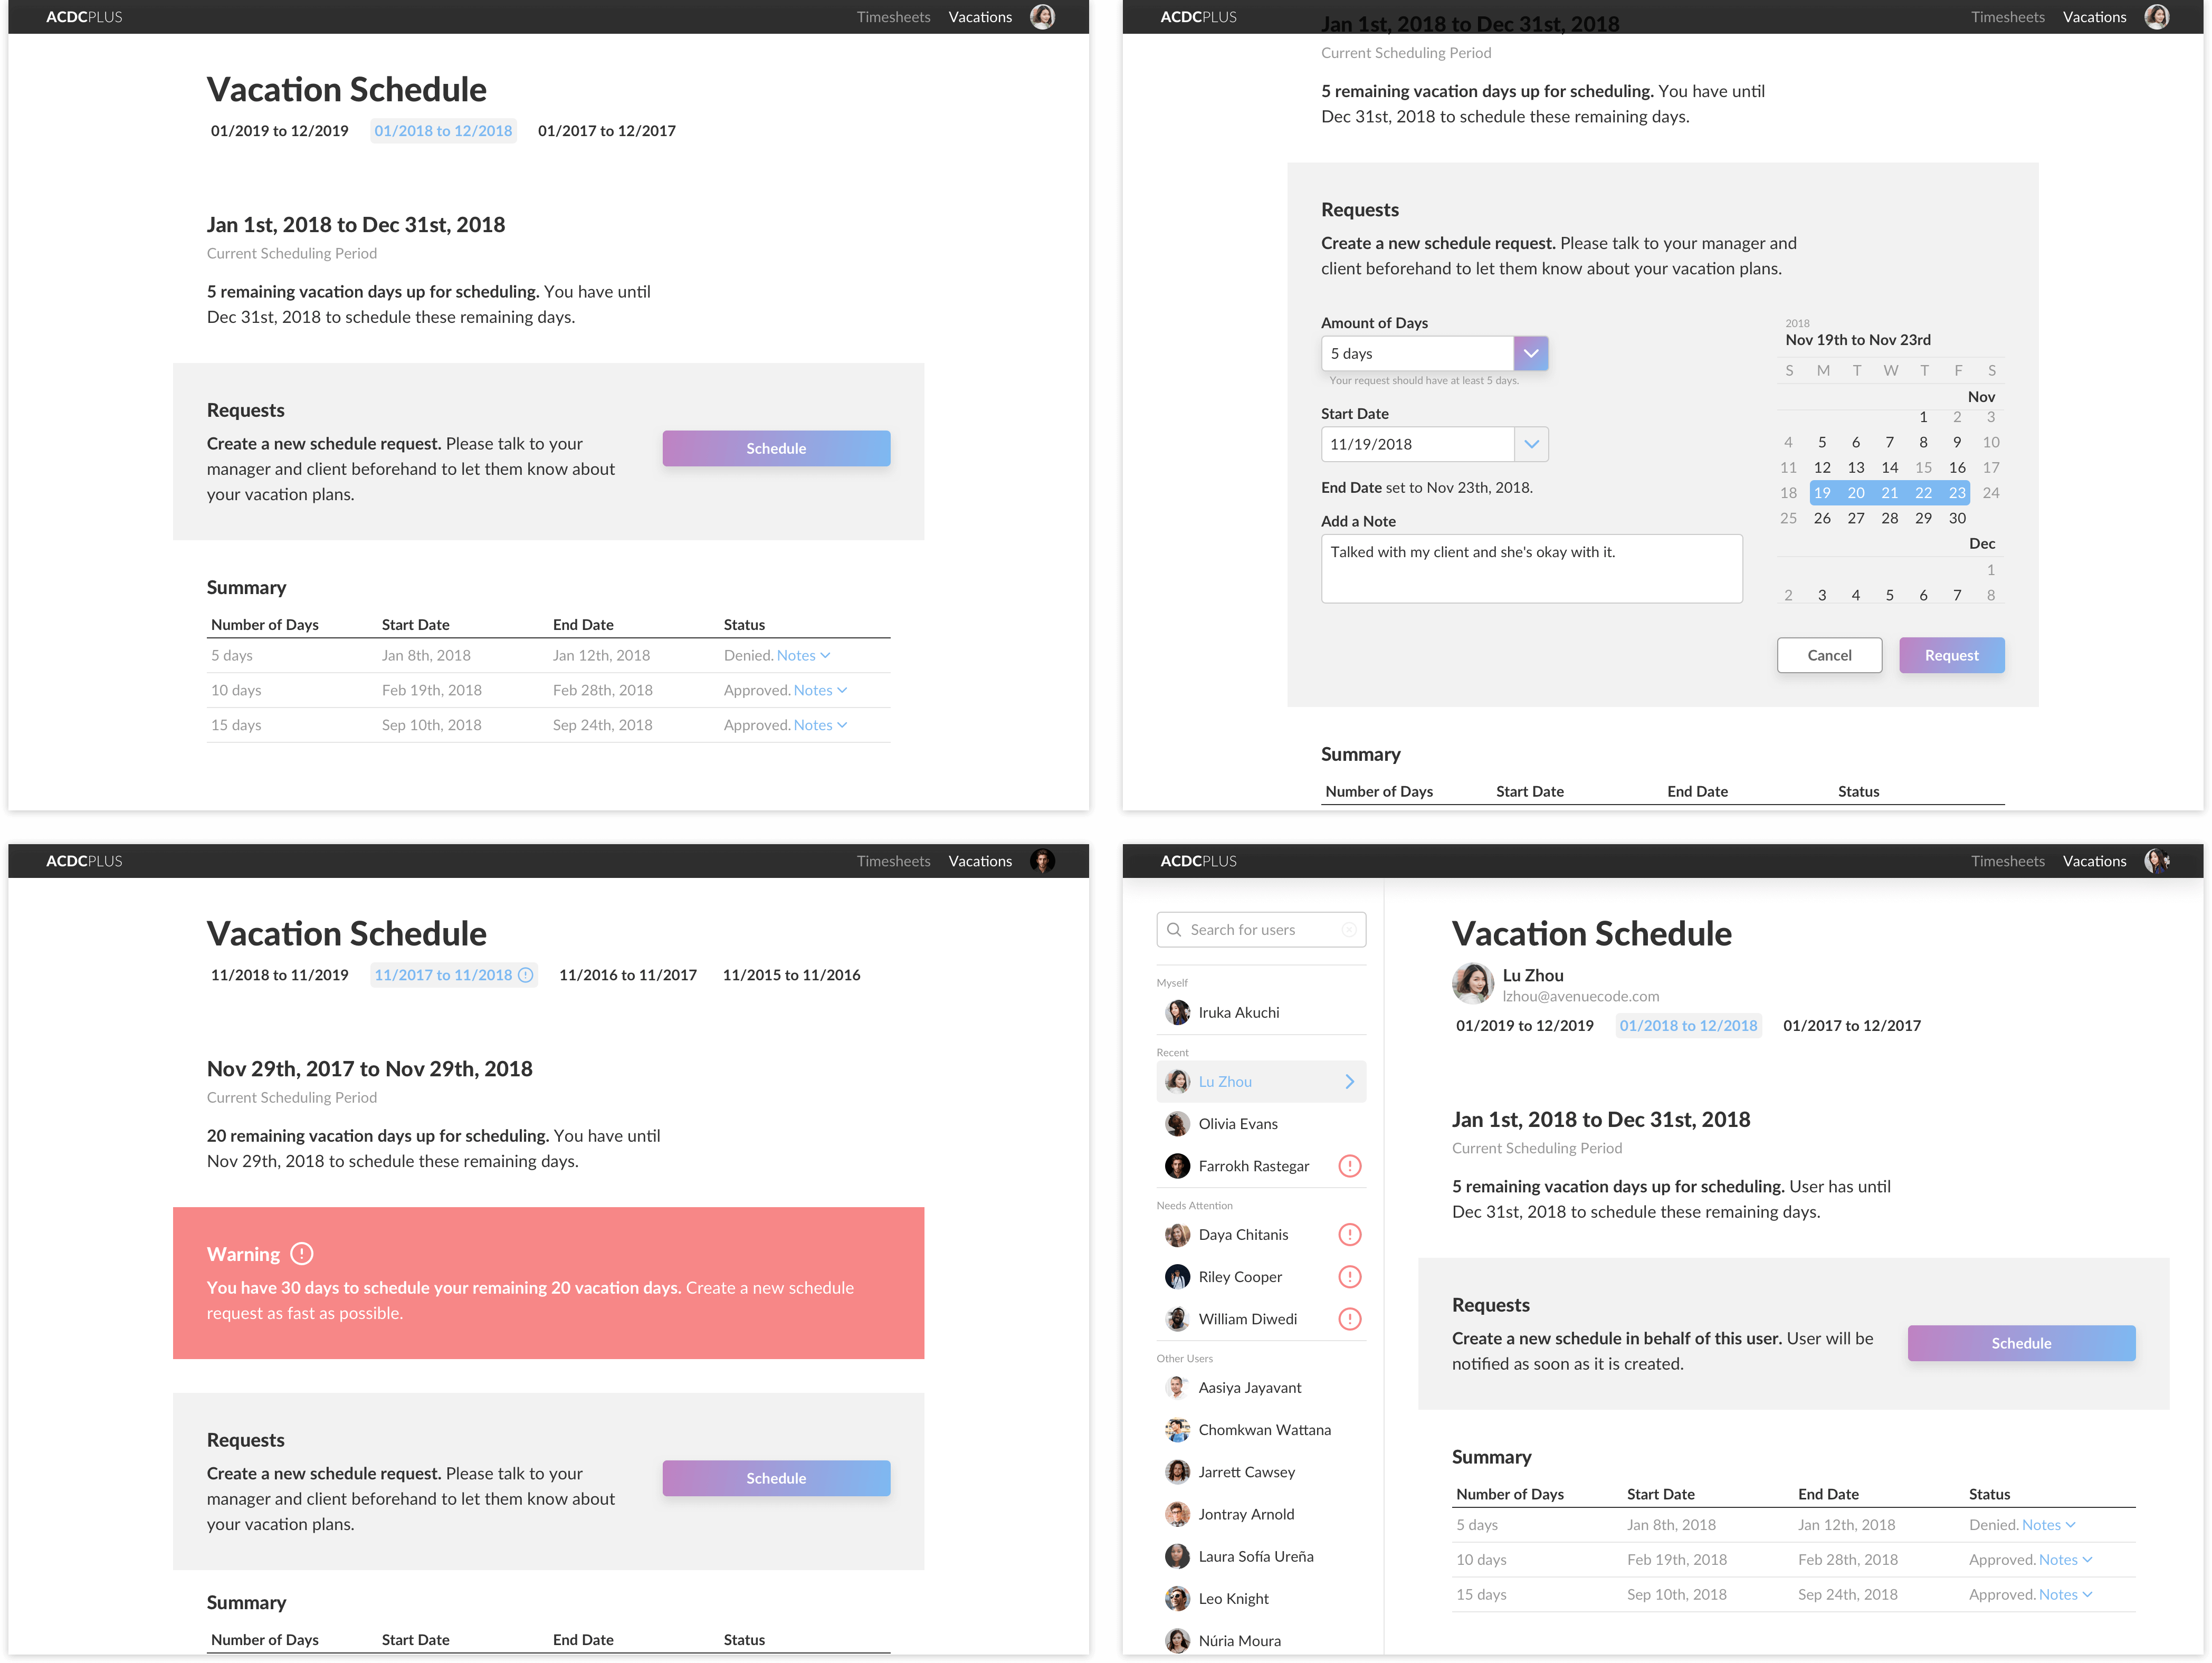 ACDCPLUS Timesheets Vacations
Vacation Schedule
01/2019 to 12/2019 01/2018 to 12/2018 01/2017 to 12/2017
Jan 1st, 2018 to Dec 31st, 2018
Current Scheduling Period
5 remaining vacation days up for scheduling. You have until
Dec 31st, 2018 to schedule these remaining days.
Requests
Create a new schedule request. Please talk to your
manager and client beforehand to let them know about
your vacation plans.
Schedule
Summary
Number of Days Start Date End Date Status
5 days Jan 8th, 2018 Jan 12th, 2018 Denied. Notes
10 days Feb 19th, 2018 Feb 28th, 2018 Approved. Notes
15 days Sep 10th, 2018 Sep 24th, 2018 Approved. Notes
ACDCPLUS Timesheets Vacations
Jan 1st, 2018 to Dec 31st, 2018
Current Scheduling Period
5 remaining vacation days up for scheduling. You have until
Dec 31st, 2018 to schedule these remaining days.
Requests
Create a new schedule request. Please talk to your manager and
client beforehand to let them know about your vacation plans.
Amount of Days
5 days
Your request should have at least 5 days.
Start Date
11/19/2018
End Date set to Nov 23th, 2018.
Add a Note
Talked with my client and she's okay with it.
2018
Nov 19th to Nov 23rd
S M T W T F S
Nov
1 2 3
4 5 6 7 8 9 10
11 12 13 14 15 16 17
18 19 20 21 22 23 24
25 26 27 28 29 30
Dec
1
2 3 4 5 6 7 8
Cancel Request
Summary
Number of Days Start Date End Date Status
ACDCPLUS Timesheets Vacations
Vacation Schedule
11/2018 to 11/2019 11/2017 to 11/2018 11/2016 to 11/2017 11/2015 to 11/2016
Nov 29th, 2017 to Nov 29th, 2018
Current Scheduling Period
20 remaining vacation days up for scheduling. You have until
Nov 29th, 2018 to schedule these remaining days.
Warning
You have 30 days to schedule your remaining 20 vacation days. Create a new schedule
request as fast as possible.
Requests
Create a new schedule request. Please talk to your
manager and client beforehand to let them know about
your vacation plans.
Schedule
Summary
Number of Days Start Date End Date Status
ACDCPLUS Timesheets Vacations
Search for users
Myself
Iruka Akuchi
Recent
Lu Zhou
Olivia Evans
Farrokh Rastegar
Needs Attention
Daya Chitanis
Riley Cooper
William Diwedi
Other Users
Aasiya Jayavant
Chomkwan Wattana
Jarrett Cawsey
Jontray Arnold
Laura Sofía Ureña
Leo Knight
Núria Moura
Vacation Schedule
Lu Zhou
lzhou@avenuecode.com
01/2019 to 12/2019 01/2018 to 12/2018 01/2017 to 12/2017
Jan 1st, 2018 to Dec 31st, 2018
Current Scheduling Period
5 remaining vacation days up for scheduling. User has until
Dec 31st, 2018 to schedule these remaining days.
Requests
Create a new schedule in behalf of this user. User will be
notified as soon as it is created.
Schedule
Summary
Number of Days Start Date End Date Status
5 days Jan 8th, 2018 Jan 12th, 2018 Denied. Notes
10 days Feb 19th, 2018 Feb 28th, 2018 Approved. Notes
15 days Sep 10th, 2018 Sep 24th, 2018 Approved. Notes